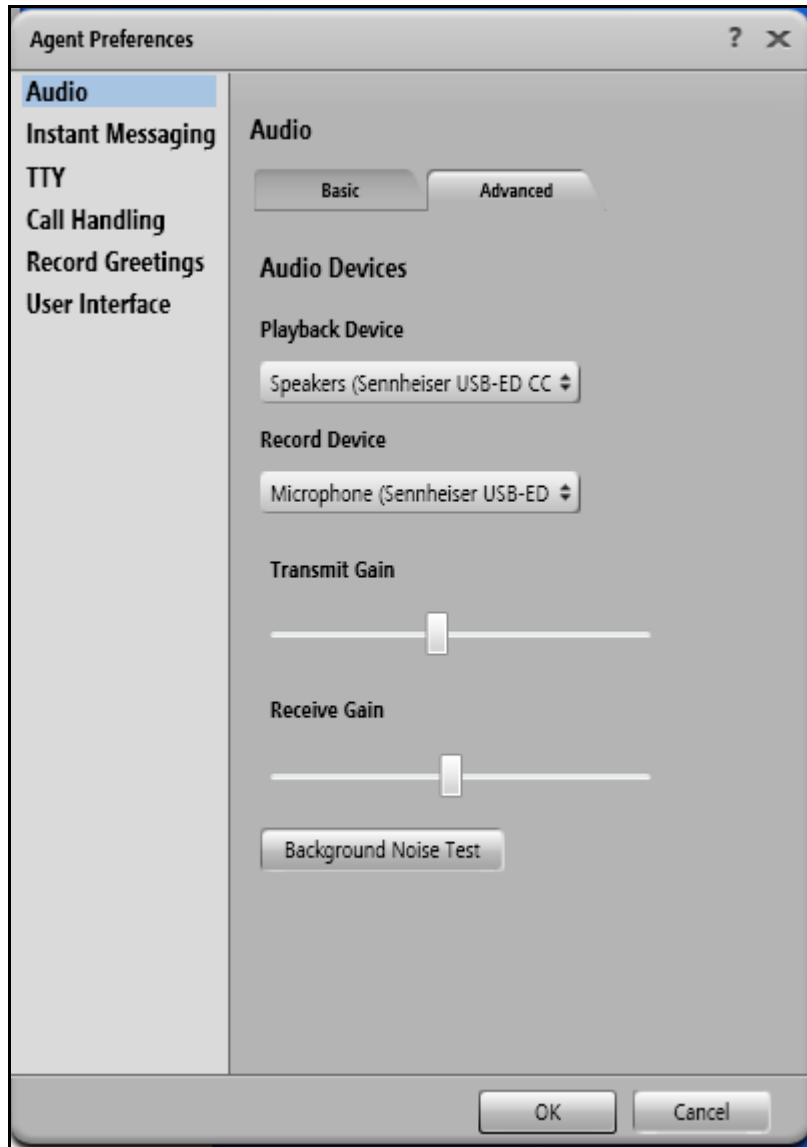 Agent Preferences ?
Audio
Instant Messaging
TTY
Call Handling
Record Greetings
User Interface
Audio
Basic Advanced
Audio Devices
Playback Device
Speakers (Sennheiser USB-ED CC
Record Device
Microphone (Sennheiser USB-ED
Transmit Gain
Receive Gain
Background Noise Test
OK Cancel